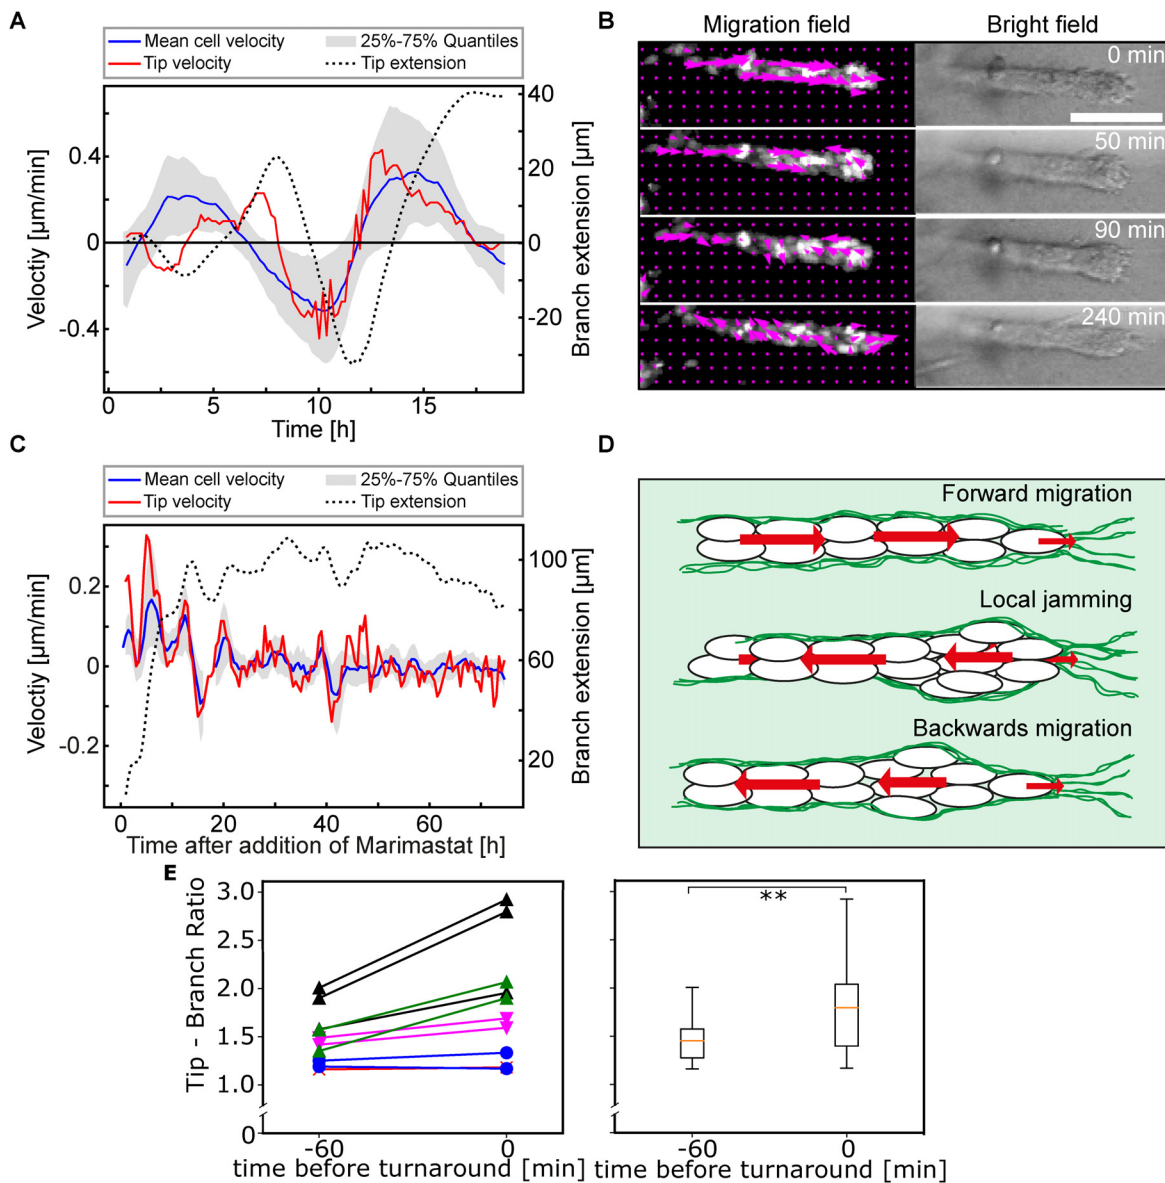 A
Mean cell velocity
25%-75% Quantiles
Tip velocity
Tip extension
Veloctiy [µm/min]
0.4
0
-0.4
40
20
0
-20
Branch extension [µm]
0
5
10
15
Time [h]
B
Migration field
Bright field
0 min
50 min
90 min
240 min
C
Mean cell velocity
25%-75% Quantiles
Tip velocity
Tip extension
Veloctiy [µm/min]
0.2
0
-0.2
100
60
20
Branch extension [µm]
0
20
40
60
Time after addition of Marimastat [h]
D
Forward migration
Local jamming
Backwards migration
E
Tip - Branch Ratio
3.0
2.5
2.0
1.5
1.0
0
-60
0
time before turnaround [min]
**
-60
0
time before turnaround [min]